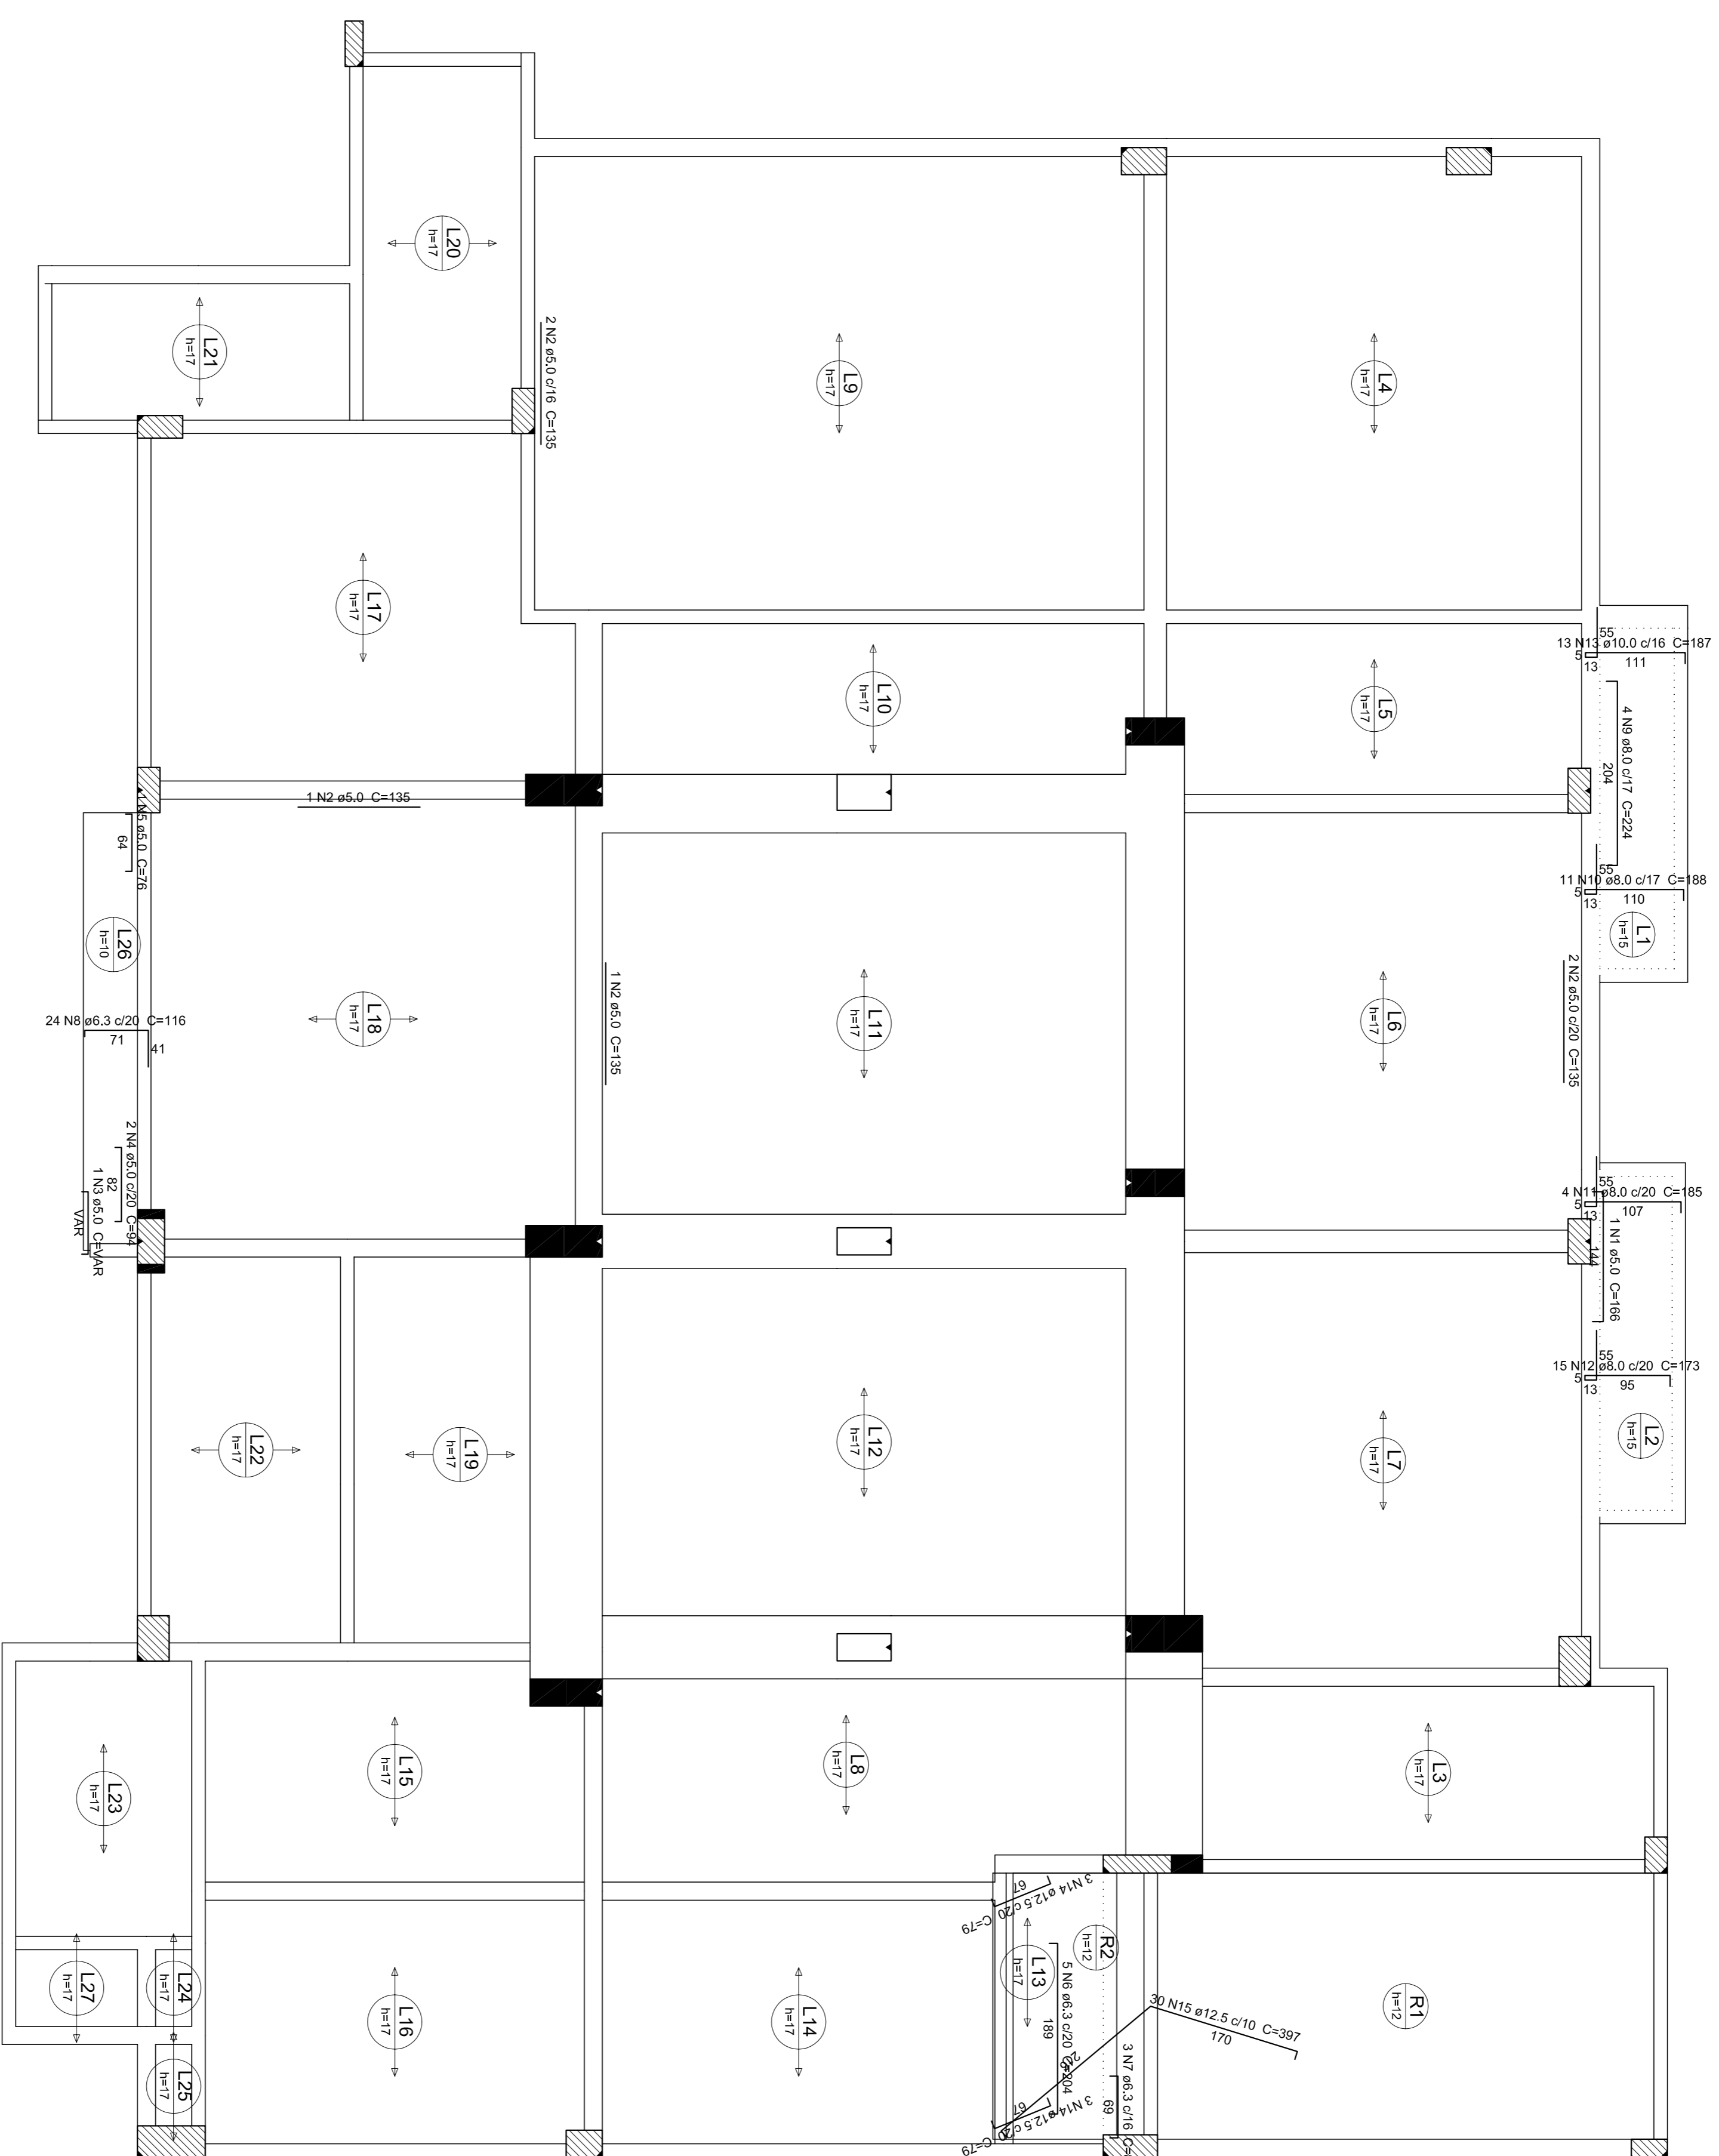 L20
h=17
L21
h=17
2 N2 ø5.0 c/16 C=135
L9
h=17
L4
h=17
L17
h=17
L10
h=17
L5
h=17
55
13 N13 ø10.0 c/16 C=187
5
13
111
4 N9 ø8.0 c/17 C=224
204
1 N2 ø5.0 C=135
1 N5 ø5.0 C=76
64
55
11 N10 ø8.0 c/17 C=188
5
13
110
L1
h=15
L26
h=10
L18
h=17
1 N2 ø5.0 C=135
L11
h=17
L6
h=17
2 N2 ø5.0 c/20 C=135
24 N8 ø6.3 c/20 C=116
71
41
2 N4 ø5.0 c/20 C=94
82
1 N3 ø5.0 C=VAR
VAR
55
4 N11 ø8.0 c/20 C=185
5
13
107
1 N1 ø5.0 C=166
144
55
15 N12 ø8.0 c/20 C=173
5
13
95
L2
h=15
L22
h=17
L19
h=17
L12
h=17
L7
h=17
L23
h=17
L15
h=17
L8
h=17
L3
h=17
67
3 N14 ø12.5 c/20 C=79
R2
h=12
L13
h=17
5 N6 ø6.3 c/20 C=204
189
30 N15 ø12.5 c/10 C=397
170
R1
h=12
L27
h=17
L24
h=17
L16
h=17
L14
h=17
L25
h=17
3 N7 ø6.3 c/16 C=
69
67
3 N14 ø12.5 c/20 C=79